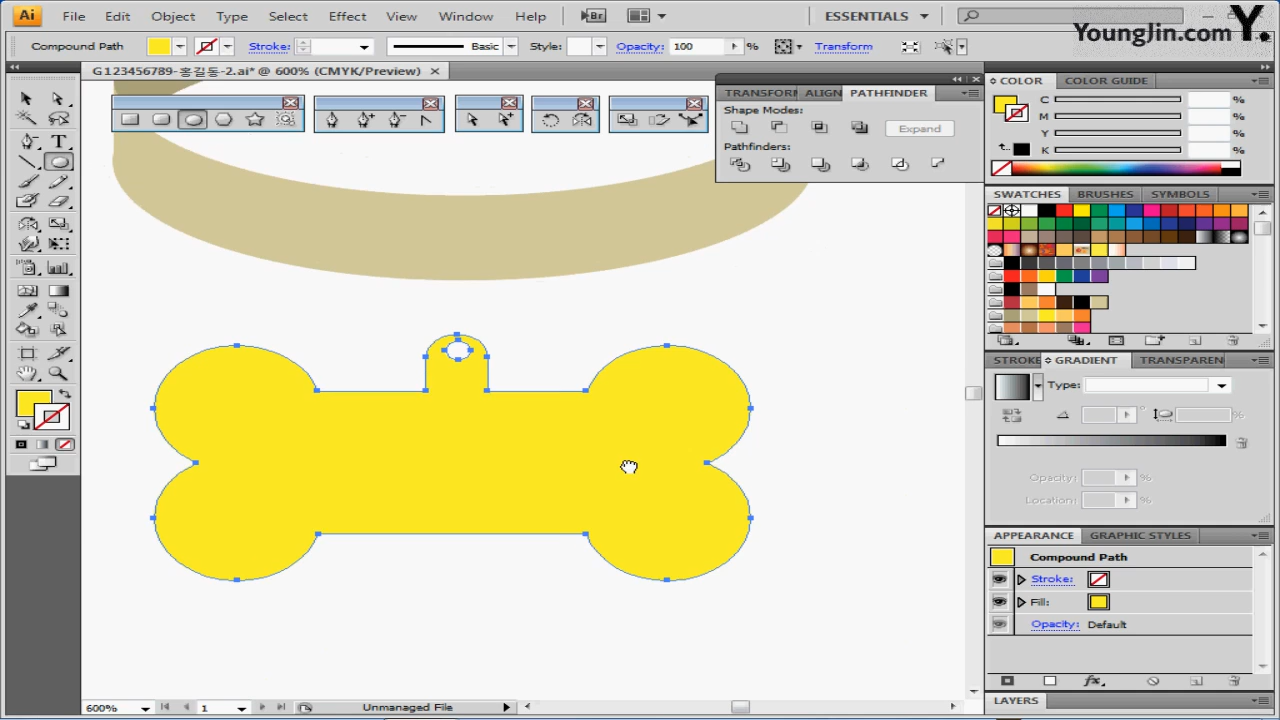 Ai File Edit Object Type Select Effect View Window Help Br ESSENTIALS
YoungJin.com Y.
Compound Path Stroke: Basic Style: Opacity: 100 % Transform
G123456789-홍길동-2.ai* @ 600% (CMYK/Preview)
TRANSFORM ALIGN PATHFINDER
Shape Modes:
Expand
Pathfinders:
COLOR COLOR GUIDE
C %
M %
Y %
K %
SWATCHES BRUSHES SYMBOLS
STROKE GRADIENT TRANSPAREN
Type:
%
Opacity: %
Location: %
APPEARANCE GRAPHIC STYLES
Compound Path
Stroke:
Fill:
Opacity: Default
fx
LAYERS
600% 1 Unmanaged File